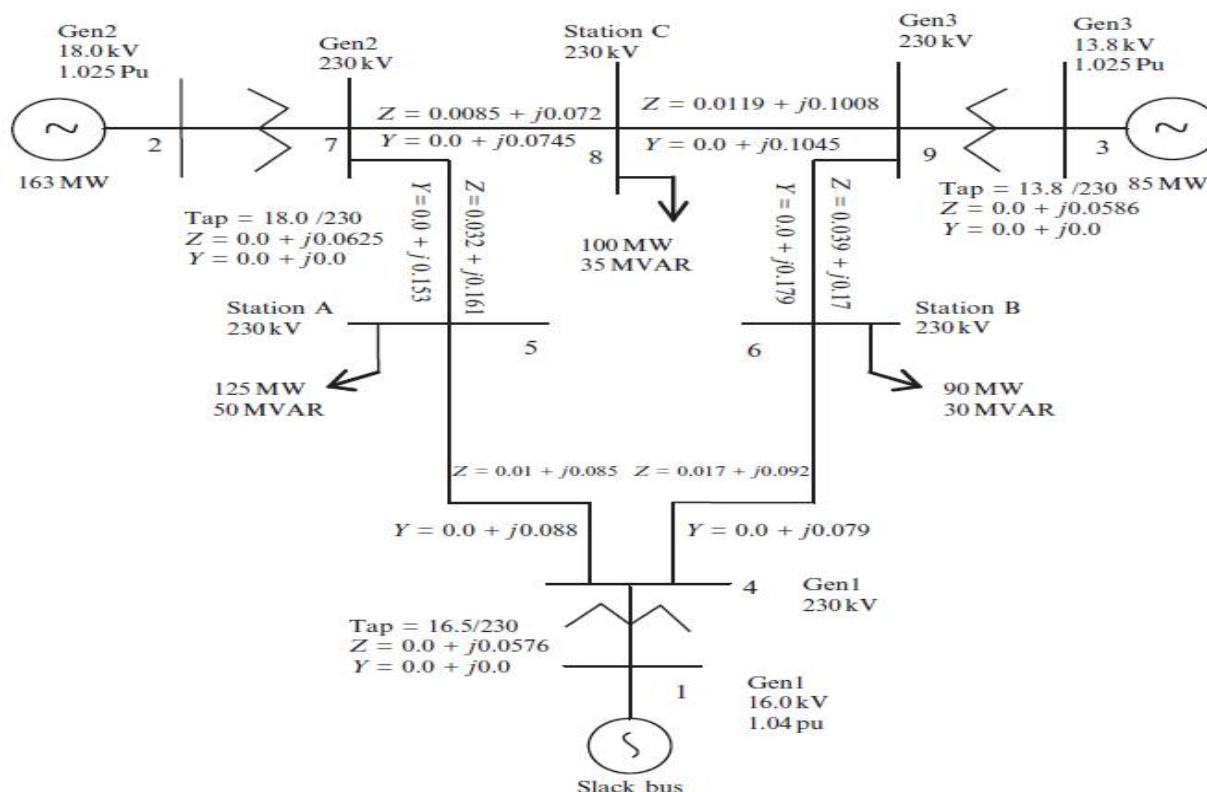 Gen2
18.0 kV
1.025 Pu
2
163 MW
Gen2
230 kV
7
Tap = 18.0 /230
Z = 0.0 + j0.0625
Y = 0.0 + j0.0
Z = 0.0085 + j0.072
Y = 0.0 + j0.0745
Station C
230 kV
8
100 MW
35 MVAR
Z = 0.0119 + j0.1008
Y = 0.0 + j0.1045
Gen3
230 kV
9
Gen3
13.8 kV
1.025 Pu
3
85 MW
Tap = 13.8 /230
Z = 0.0 + j0.0586
Y = 0.0 + j0.0
Z = 0.032 + j0.161
Y = 0.0 + j0.153
Z = 0.039 + j0.17
Y = 0.0 + j0.179
Station A
230 kV
5
125 MW
50 MVAR
6
Station B
230 kV
90 MW
30 MVAR
Z = 0.01 + j0.085
Z = 0.017 + j0.092
Y = 0.0 + j0.088
Y = 0.0 + j0.079
4
Gen1
230 kV
Tap = 16.5/230
Z = 0.0 + j0.0576
Y = 0.0 + j0.0
1
Gen1
16.0 kV
1.04 pu
Slack bus